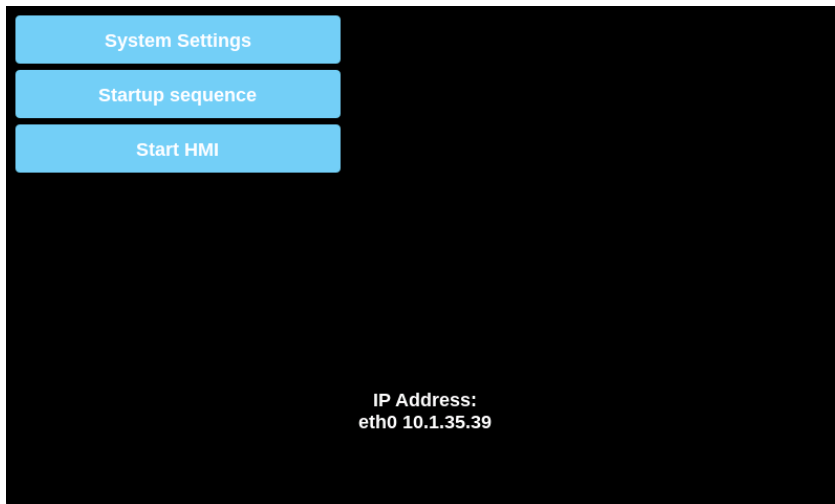 System Settings
Startup sequence
Start HMI
IP Address:
eth0 10.1.35.39